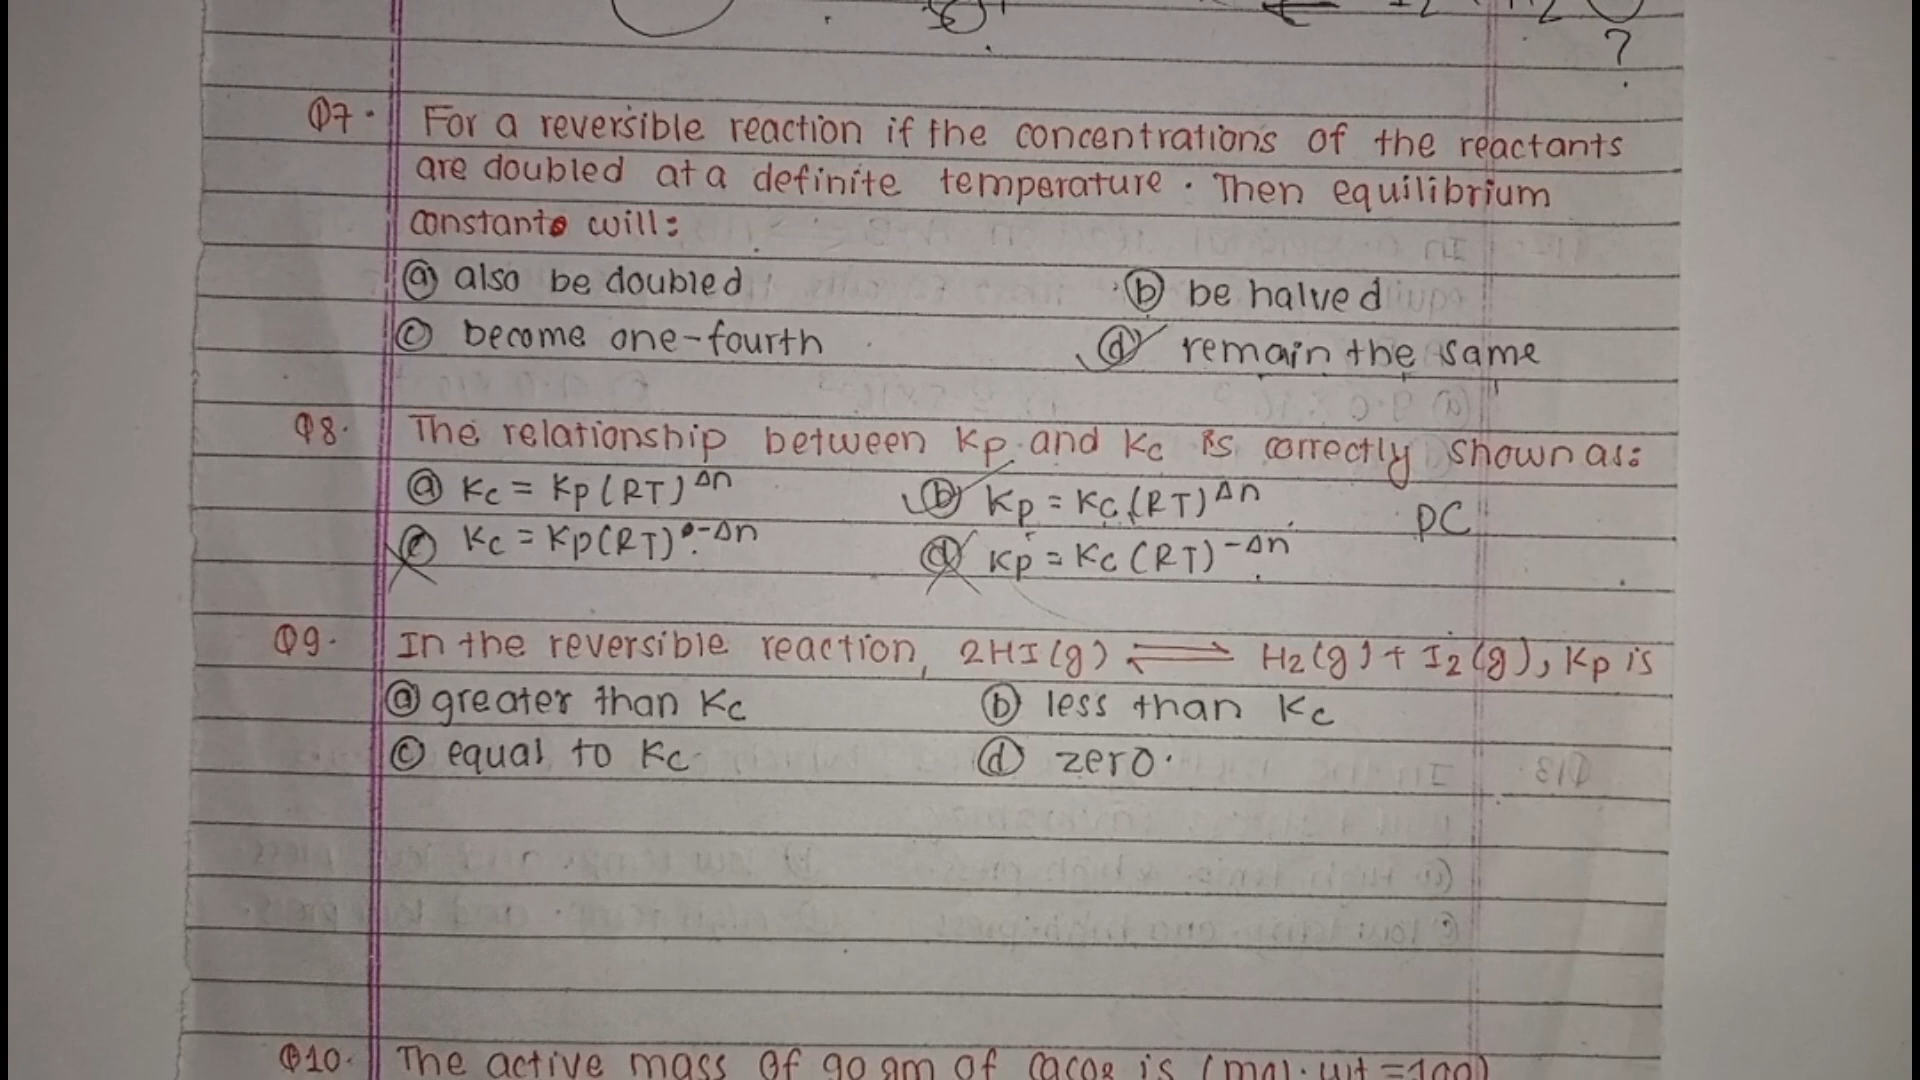 ?
Q7. For a reversible reaction if the concentrations of the reactants
are doubled at a definite temperature. Then equilibrium
constant will:
(a) also be doubled (b) be halved
(c) become one-fourth (d) remain the same
Q8. The relationship between Kp and Kc is correctly shown as:
(a) Kc = Kp(RT)^Δn (b) Kp = Kc(RT)^Δn PC
(c) Kc = Kp(RT)^-Δn (d) Kp = Kc(RT)^-Δn
Q9. In the reversible reaction, 2HI(g) ⇌ H2(g) + I2(g), Kp is
(a) greater than Kc (b) less than Kc
(c) equal to Kc (d) zero.
Q10. The active mass of 90 gm of CaCO3 is (mol. wt = 100)